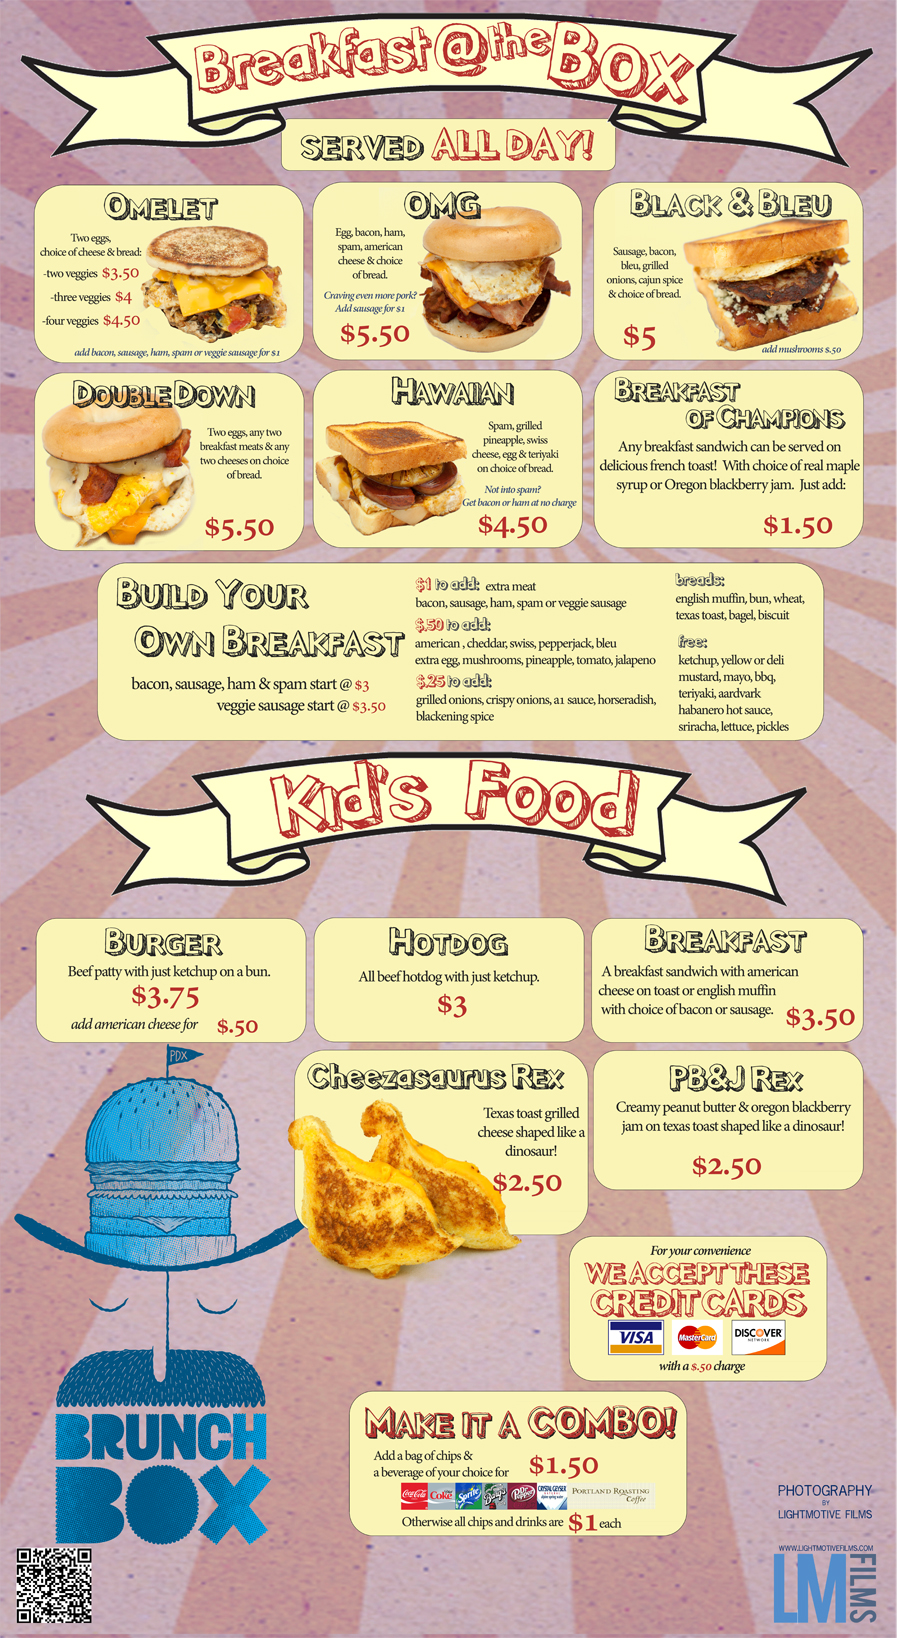 Breakfast @ the Box
SERVED ALL DAY!
OMELET
Two eggs,
choice of cheese & bread:
-two veggies $3.50
-three veggies $4
-four veggies $4.50
add bacon, sausage, ham, spam or veggie sausage for $1
OMG
Egg, bacon, ham,
spam, american
cheese & choice
of bread.
Craving even more pork?
Add sausage for $1
$5.50
BLACK & BLEU
Sausage, bacon,
bleu, grilled
onions, cajun spice
& choice of bread.
$5
add mushrooms $.50
DOUBLE DOWN
Two eggs, any two
breakfast meats & any
two cheeses on choice
of bread.
$5.50
HAWAIIAN
Spam, grilled
pineapple, swiss
cheese, egg & teriyaki
on choice of bread.
Not into spam?
Get bacon or ham at no charge
$4.50
BREAKFAST
OF CHAMPIONS
Any breakfast sandwich can be served on
delicious french toast! With choice of real maple
syrup or Oregon blackberry jam. Just add:
$1.50
BUILD YOUR
OWN BREAKFAST
bacon, sausage, ham & spam start @ $3
veggie sausage start @ $3.50
$1 to add: extra meat
bacon, sausage, ham, spam or veggie sausage
$.50 to add:
american , cheddar, swiss, pepperjack, bleu
extra egg, mushrooms, pineapple, tomato, jalapeno
$.25 to add:
grilled onions, crispy onions, a1 sauce, horseradish,
blackening spice
breads:
english muffin, bun, wheat,
texas toast, bagel, biscuit
free:
ketchup, yellow or deli
mustard, mayo, bbq,
teriyaki, aardvark
habanero hot sauce,
sriracha, lettuce, pickles
Kid's Food
BURGER
Beef patty with just ketchup on a bun.
$3.75
add american cheese for $.50
HOTDOG
All beef hotdog with just ketchup.
$3
BREAKFAST
A breakfast sandwich with american
cheese on toast or english muffin
with choice of bacon or sausage. $3.50
PDX
Cheezasaurus REX
Texas toast grilled
cheese shaped like a
dinosaur!
$2.50
PB&J REX
Creamy peanut butter & oregon blackberry
jam on texas toast shaped like a dinosaur!
$2.50
For your convenience
WE ACCEPT THESE
CREDIT CARDS
VISA MasterCard DISCOVER
NETWORK
with a $.50 charge
BRUNCH
BOX
MAKE IT A COMBO!
Add a bag of chips &
a beverage of your choice for $1.50
Coca-Cola Coke Sprite Barq's Dr Pepper CRYSTAL GEYSER PORTLAND ROASTING
Coffee
Otherwise all chips and drinks are $1 each
PHOTOGRAPHY
BY
LIGHTMOTIVE FILMS
WWW.LIGHTMOTIVEFILMS.COM
LM FILMS